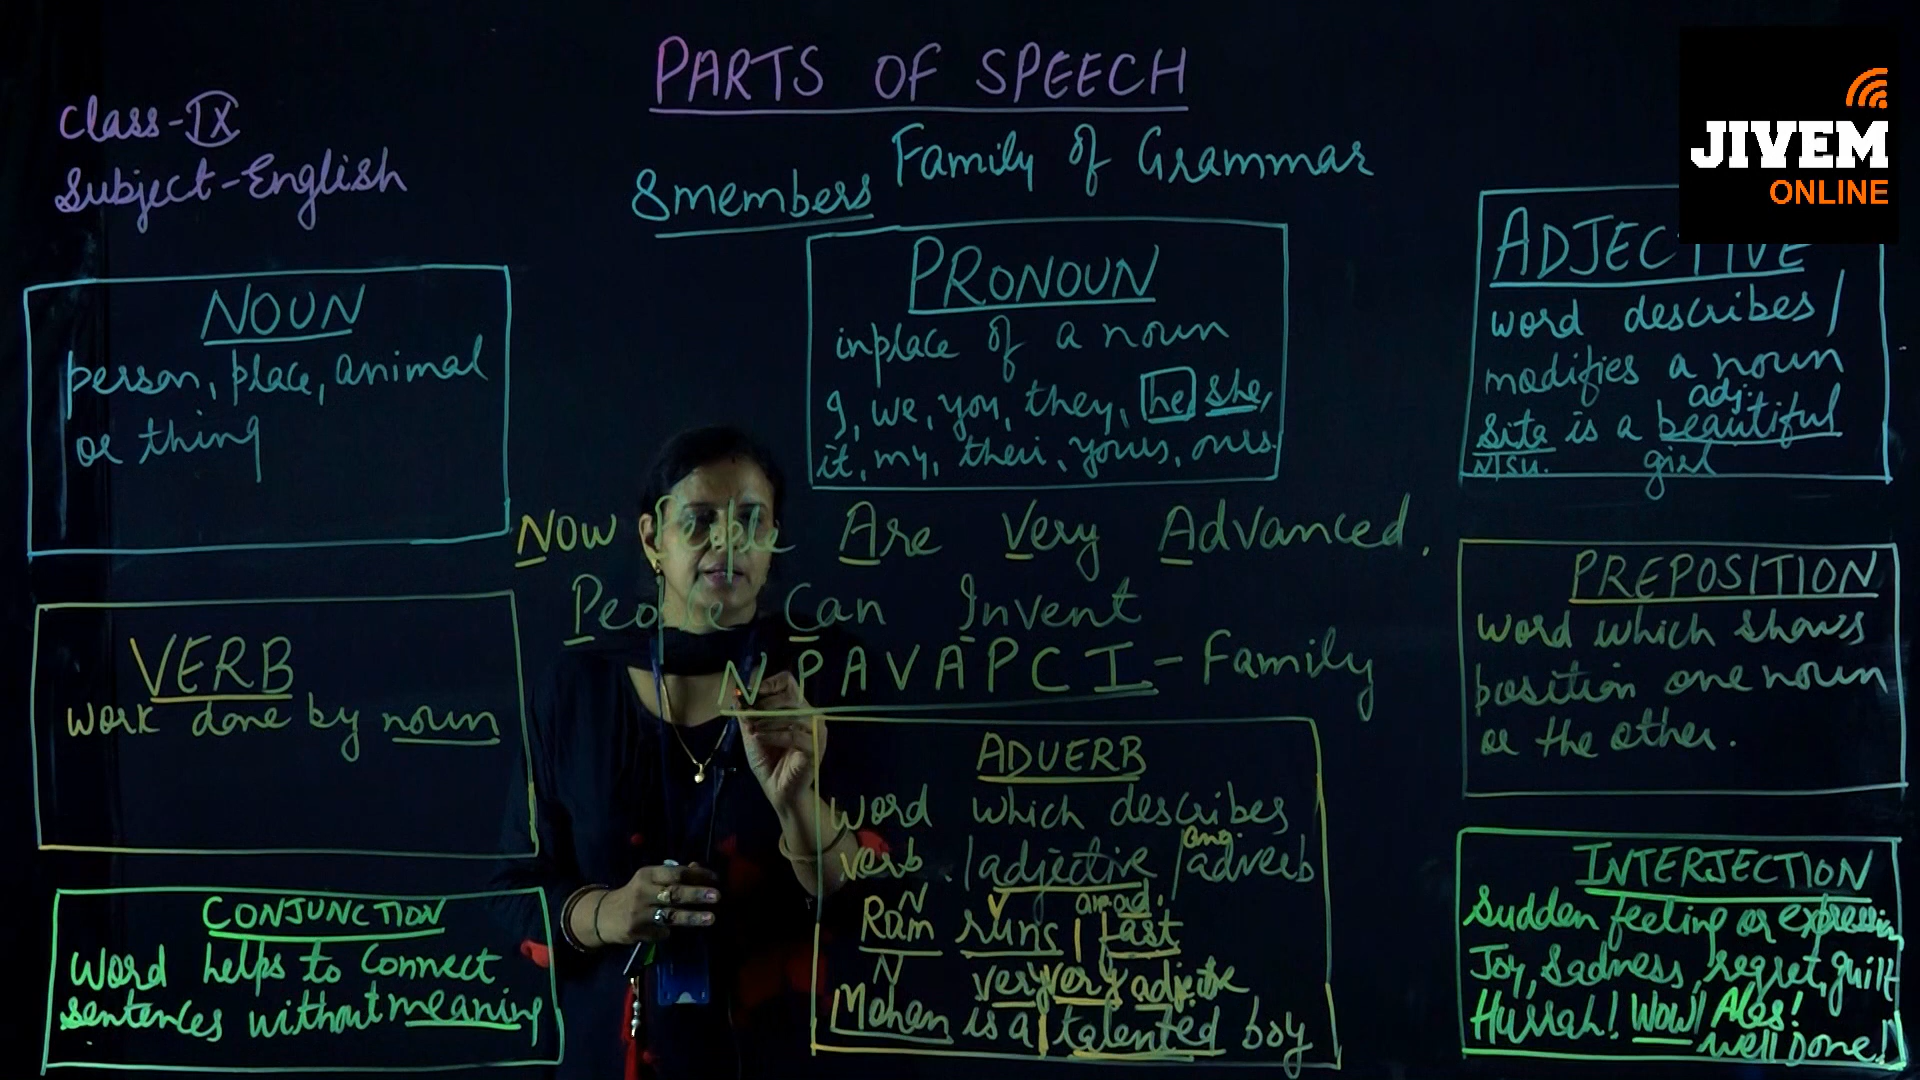 PARTS OF SPEECH
Class-IX
Subject-English
8 members Family of Grammar
JIVEM
ONLINE
NOUN
person, place, animal
or thing
PRONOUN
inplace of a noun
I, we, you, they, he she,
it, my, their, yours, ours.
ADJECTIVE
word describes/
modifies a noun
adj.
Sita is a beautiful
girl
Now People Are Very Advanced.
People Can Invent
NPAVAPCI - Family
VERB
work done by noun
PREPOSITION
word which shows
position one noun
or the other.
ADVERB
word which describes
verb /adjective /adverb
N V
Ram runs | fast
N very very adjective
Mohan is a talented boy
CONJUNCTION
Word helps to connect
sentences without meaning
INTERJECTION
Sudden feeling or expression
Joy, Sadness, regret, guilt
Hurrah! Wow! Alas!
well Done!